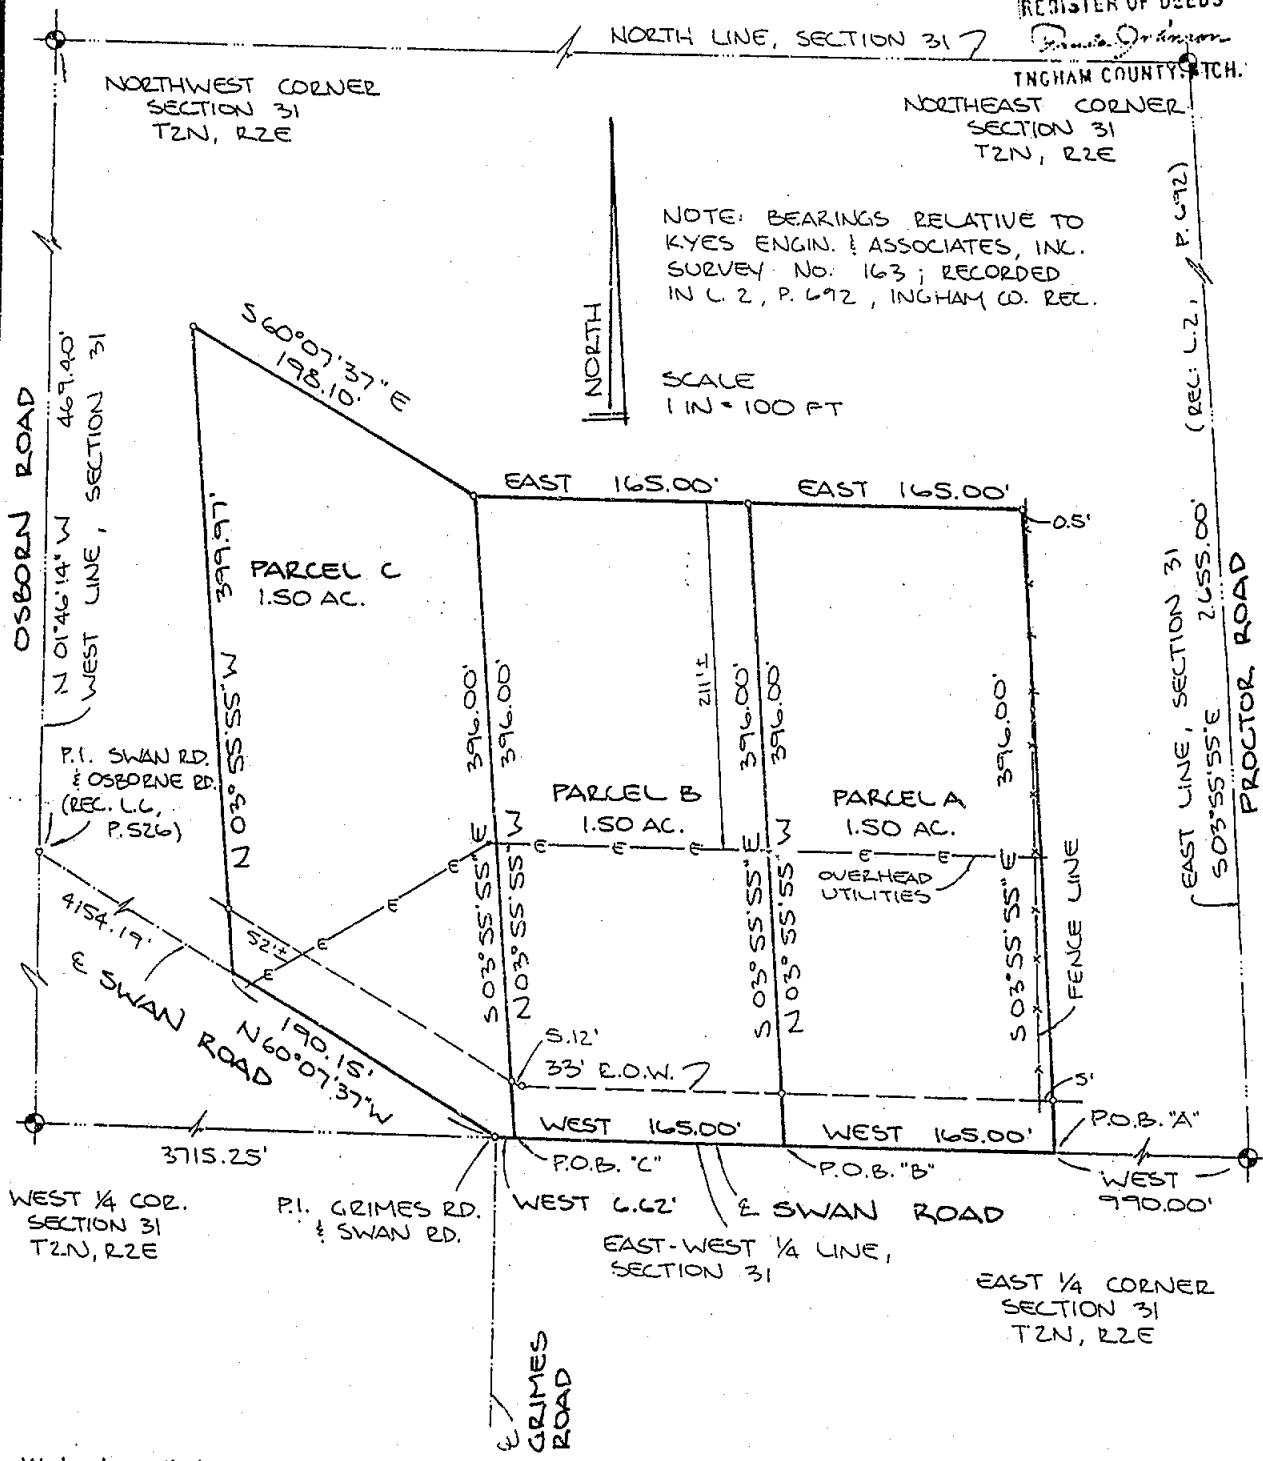 REGISTER OF DEEDS
INGHAM COUNTY, MICH.
NORTH LINE, SECTION 31
NORTHWEST CORNER
SECTION 31
T2N, R2E
NORTHEAST CORNER
SECTION 31
T2N, R2E
NOTE: BEARINGS RELATIVE TO
KYES ENGIN. & ASSOCIATES, INC.
SURVEY NO. 163; RECORDED
IN L. 2, P. 692, INGHAM CO. REC.
NORTH
SCALE
1 IN = 100 FT
OSBORN ROAD
N 01°46'14" W 469.40'
WEST LINE, SECTION 31
S 60°07'37" E
198.10'
EAST 165.00'
EAST 165.00'
0.5'
(REC: L.2, P. 692)
EAST LINE, SECTION 31
S 03°55'55" E 2655.00'
PROCTOR ROAD
PARCEL C
1.50 AC.
N 03°55'55" W 399.97'
S 03°55'55" E 396.00'
N 03°55'55" W 396.00'
211'±
S 03°55'55" E 396.00'
N 03°55'55" W 396.00'
S 03°55'55" E 396.00'
PARCEL B
1.50 AC.
PARCEL A
1.50 AC.
E E E E E
E E E
OVERHEAD
UTILITIES
FENCE LINE
P.I. SWAN RD.
& OSBORNE RD.
(REC. L.6,
P.526)
4154.19'
℄ SWAN ROAD
52'±
190.15'
N 60°07'37" W
5.12'
33' R.O.W.
5'
WEST 165.00'
WEST 165.00'
P.O.B. "A"
P.O.B. "C"
P.O.B. "B"
3715.25'
WEST
990.00'
WEST 1/4 COR.
SECTION 31
T2N, R2E
P.I. GRIMES RD.
& SWAN RD.
WEST 6.62'
℄ SWAN ROAD
EAST-WEST 1/4 LINE,
SECTION 31
EAST 1/4 CORNER
SECTION 31
T2N, R2E
℄ GRIMES
ROAD